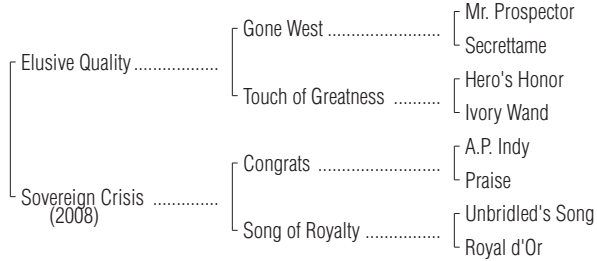 Mr. Prospector
Gone West ......................
Secrettame
Elusive Quality .................
Hero's Honor
Touch of Greatness ..........
Ivory Wand
A.P. Indy
Congrats ........................
Praise
Sovereign Crisis .............
(2008)
Unbridled's Song
Song of Royalty ...............
Royal d'Or